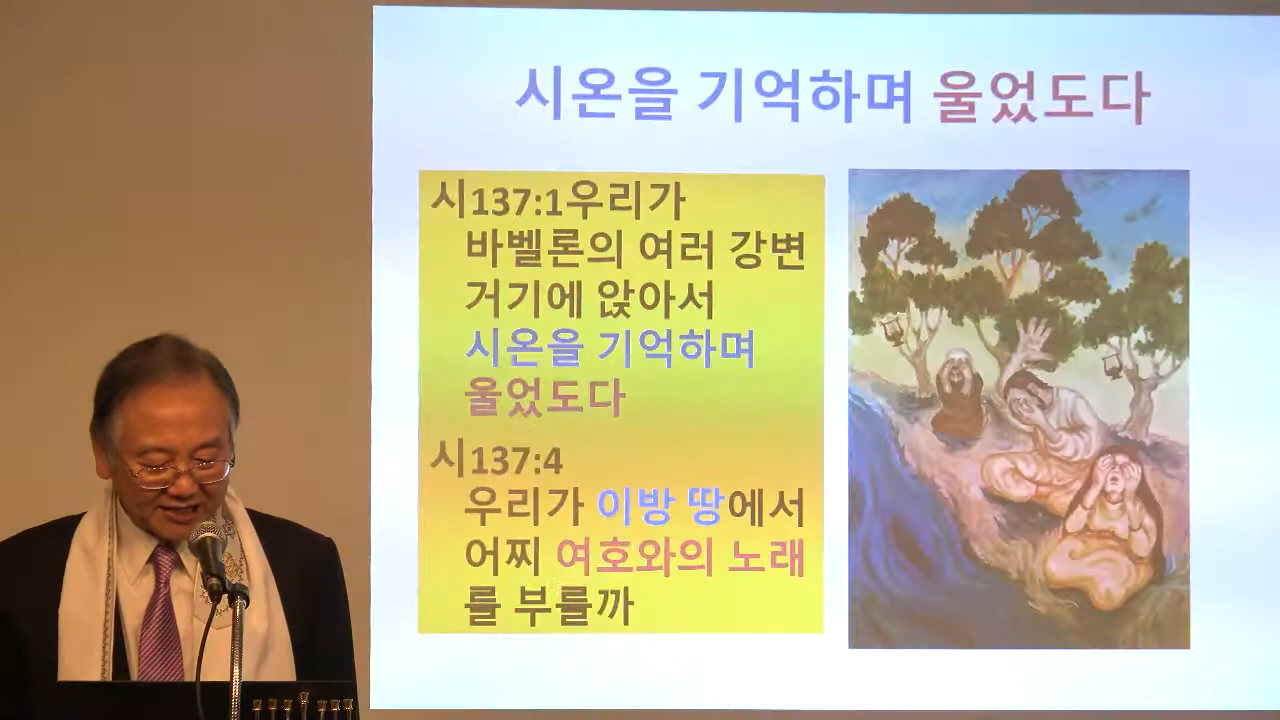 시온을 기억하며 울었도다
시137:1우리가
바벨론의 여러 강변
거기에 앉아서
시온을 기억하며
울었도다
시137:4
우리가 이방 땅에서
어찌 여호와의 노래
를 부를까